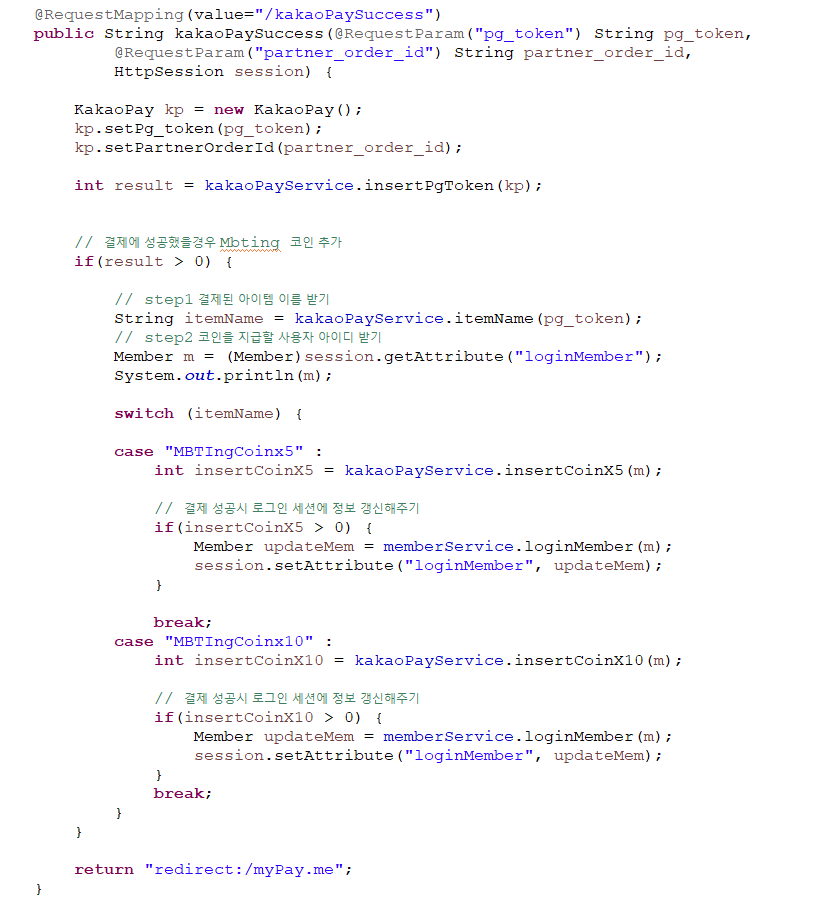 @RequestMapping(value="/kakaoPaySuccess")
public String kakaoPaySuccess(@RequestParam("pg_token") String pg_token,
@RequestParam("partner_order_id") String partner_order_id,
HttpSession session) {
KakaoPay kp = new KakaoPay();
kp.setPg_token(pg_token);
kp.setPartnerOrderId(partner_order_id);
int result = kakaoPayService.insertPgToken(kp);
// 결제에 성공했을경우 Mbting 코인 추가
if(result > 0) {
// step1 결제된 아이템 이름 받기
String itemName = kakaoPayService.itemName(pg_token);
// step2 코인을 지급할 사용자 아이디 받기
Member m = (Member)session.getAttribute("loginMember");
System.out.println(m);
switch (itemName) {
case "MBTIngCoinx5" :
int insertCoinX5 = kakaoPayService.insertCoinX5(m);
// 결제 성공시 로그인 세션에 정보 갱신해주기
if(insertCoinX5 > 0) {
Member updateMem = memberService.loginMember(m);
session.setAttribute("loginMember", updateMem);
}
break;
case "MBTIngCoinx10" :
int insertCoinX10 = kakaoPayService.insertCoinX10(m);
// 결제 성공시 로그인 세션에 정보 갱신해주기
if(insertCoinX10 > 0) {
Member updateMem = memberService.loginMember(m);
session.setAttribute("loginMember", updateMem);
}
break;
}
}
return "redirect:/myPay.me";
}